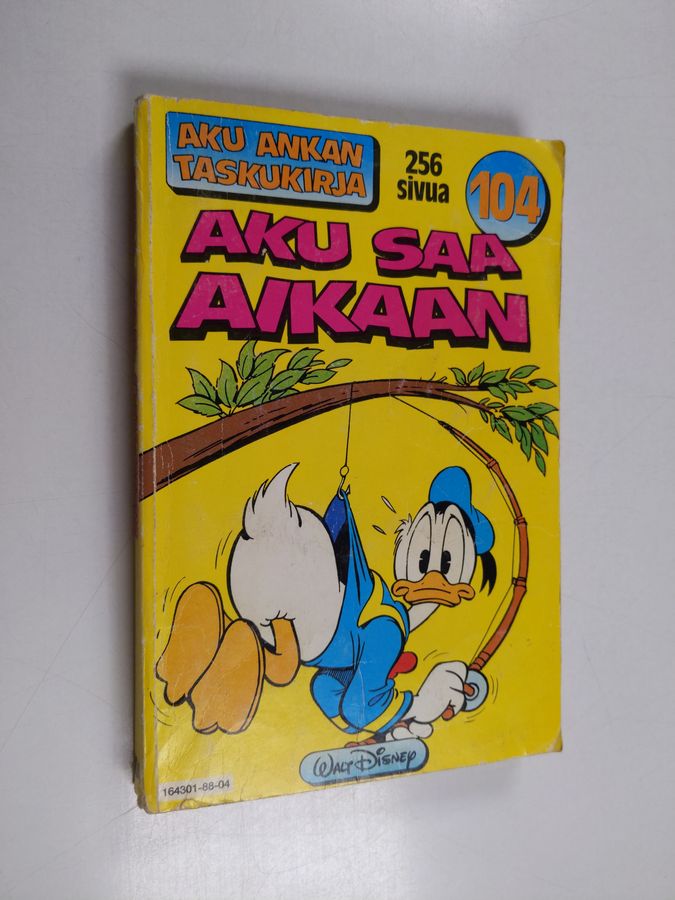 AKU ANKAN
TASKUKIRJA
256
sivua
104
AKU SAA
AIKAAN
WALT DISNEY
164301-88-04